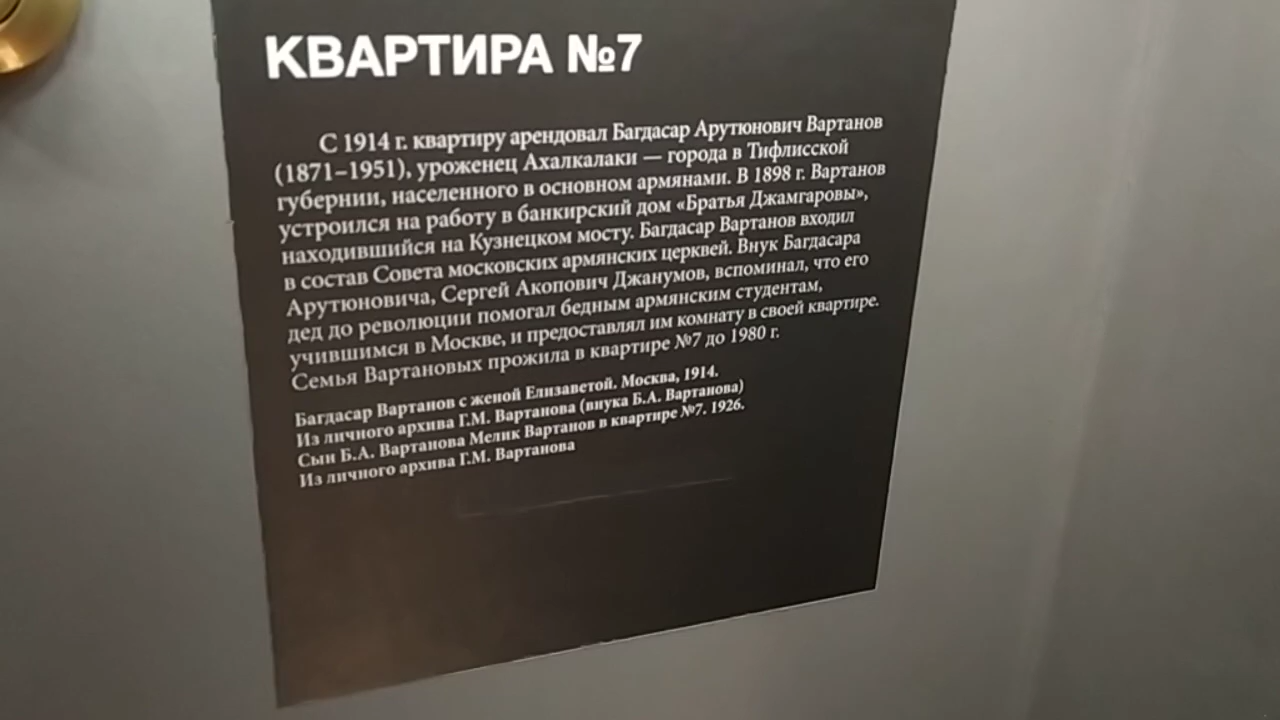 КВАРТИРА №7
С 1914 г. квартиру арендовал Багдасар Арутюнович Вартанов
(1871–1951), уроженец Ахалкалаки — города в Тифлисской
губернии, населенного в основном армянами. В 1898 г. Вартанов
устроился на работу в банкирский дом «Братья Джамгаровы»,
находившийся на Кузнецком мосту. Багдасар Вартанов входил
в состав Совета московских армянских церквей. Внук Багдасара
Арутюновича, Сергей Акопович Джанумов, вспоминал, что его
дед до революции помогал бедным армянским студентам,
учившимся в Москве, и предоставлял им комнату в своей квартире.
Семья Вартановых прожила в квартире №7 до 1980 г.
Багдасар Вартанов с женой Елизаветой. Москва, 1914.
Из личного архива Г.М. Вартанова (внука Б.А. Вартанова)
Сын Б.А. Вартанова Мелик Вартанов в квартире №7. 1926.
Из личного архива Г.М. Вартанова